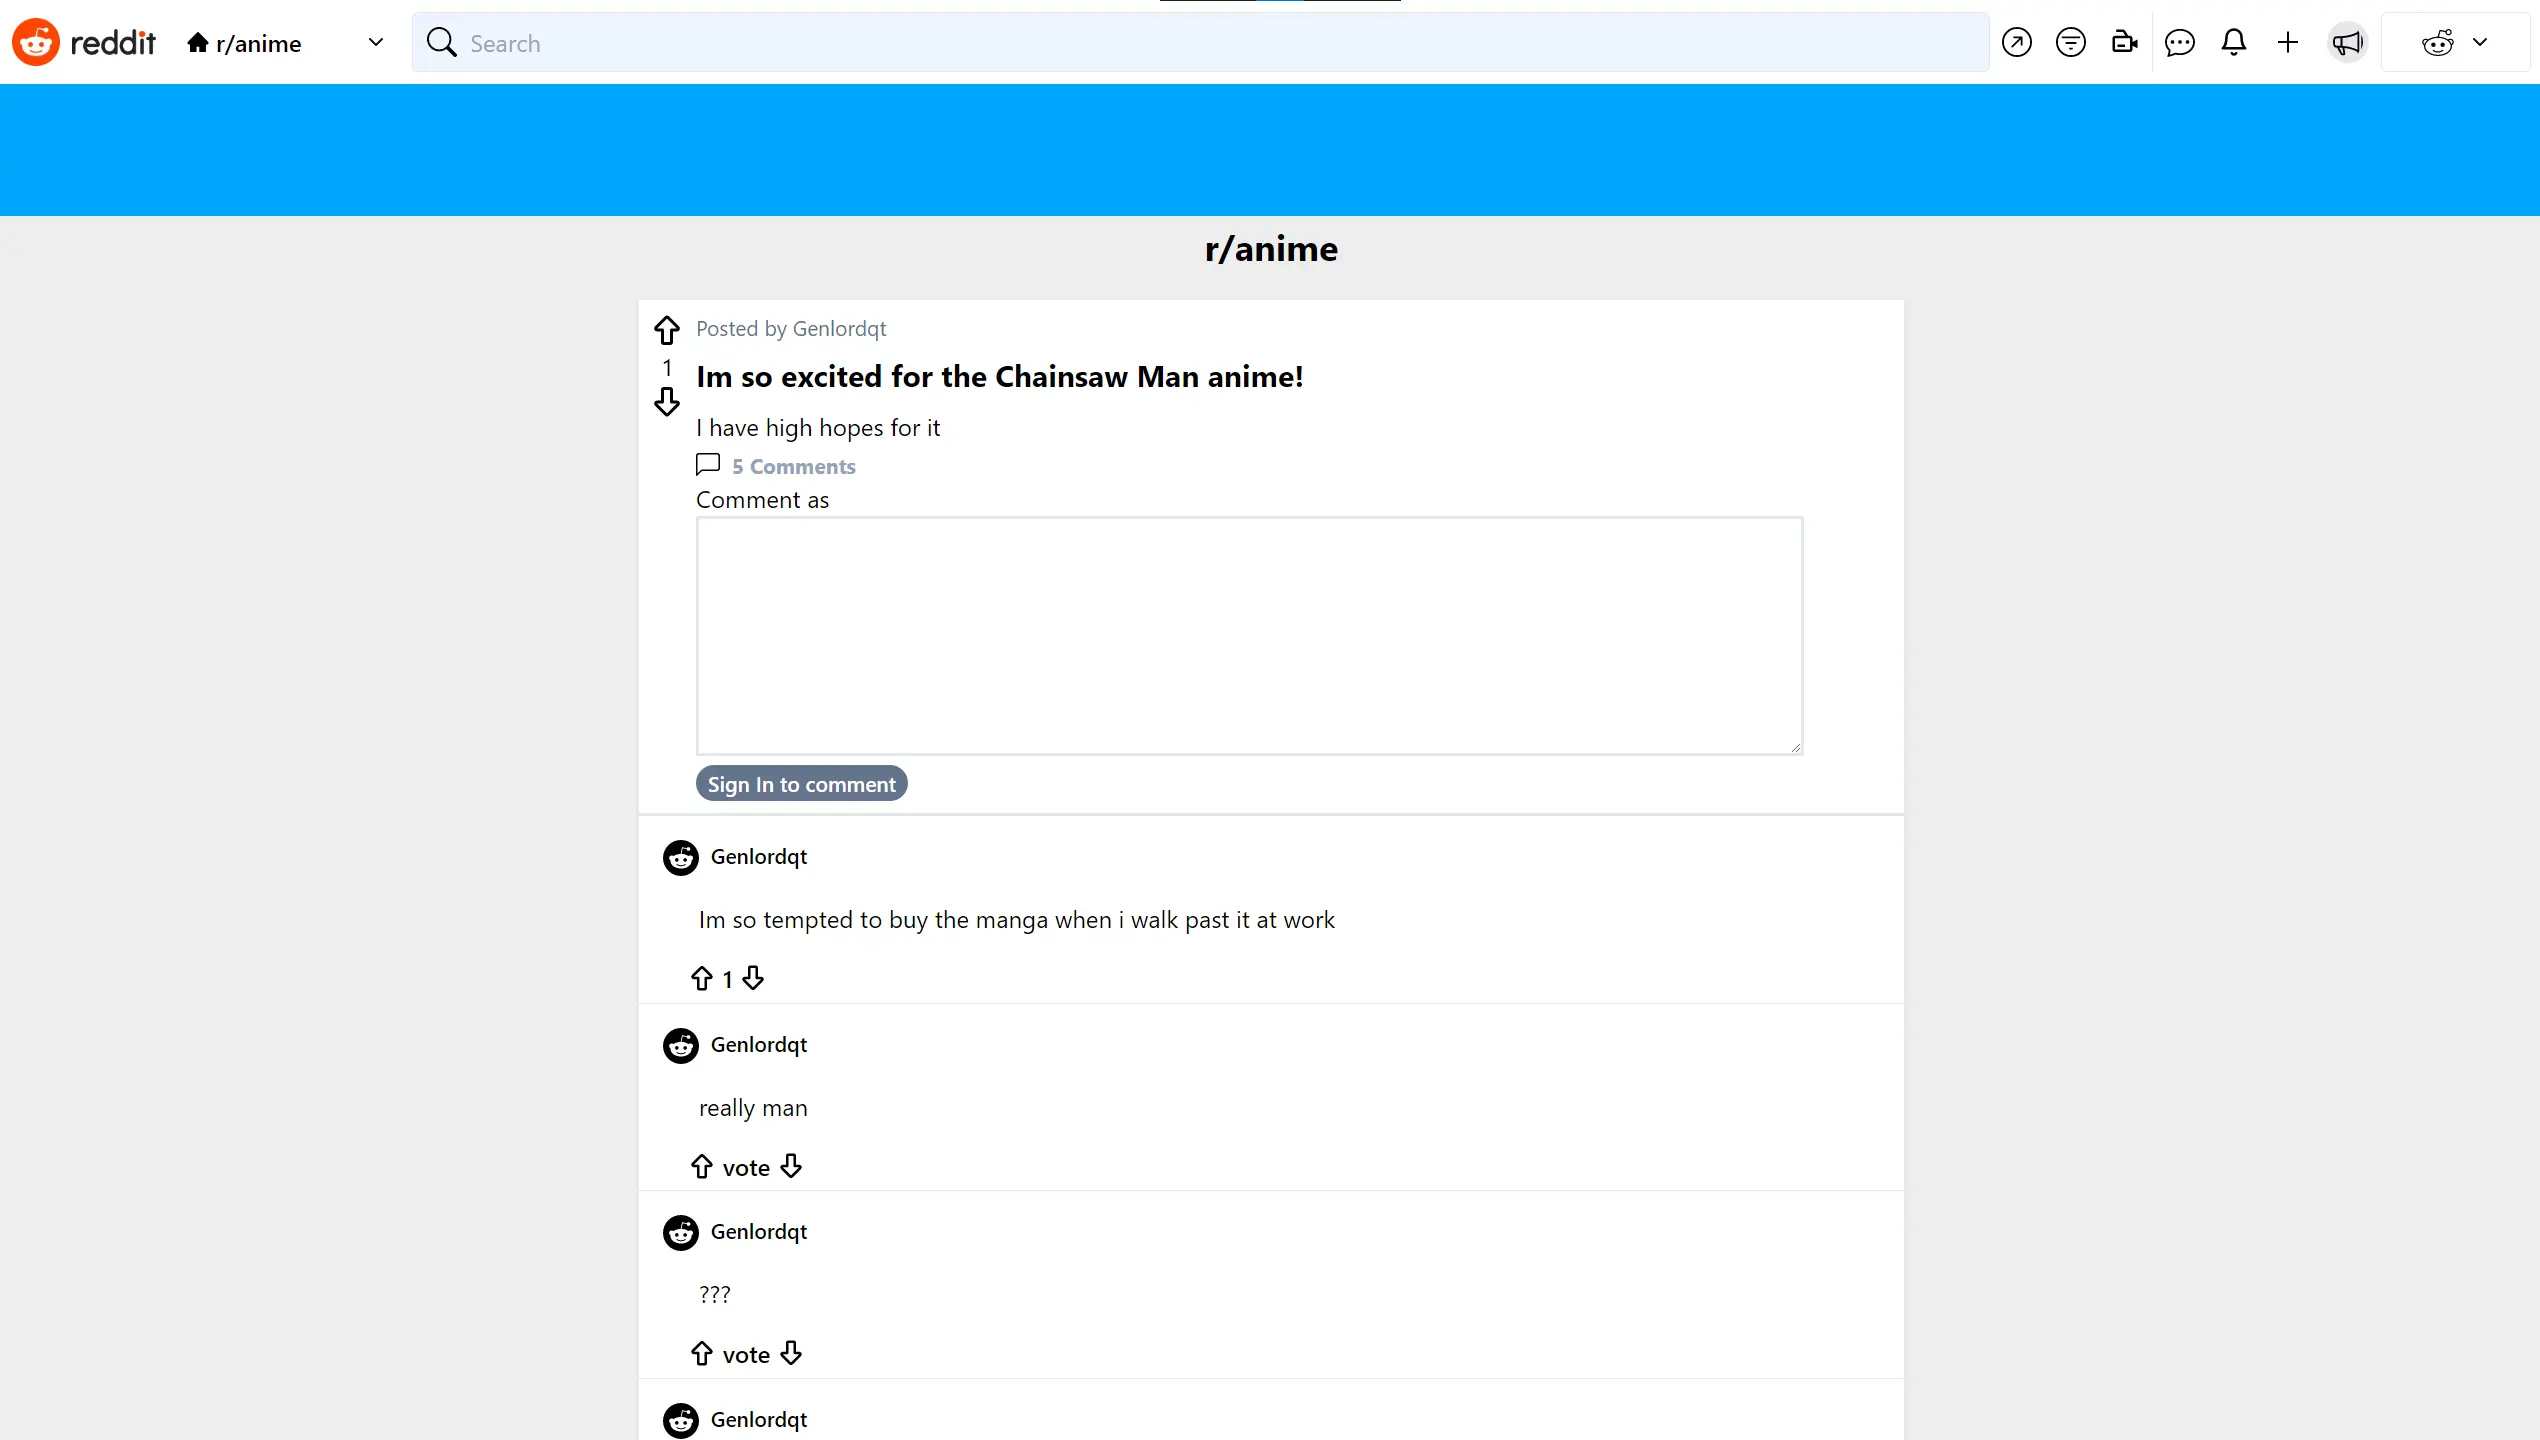 reddit r/anime Search
r/anime
Posted by Genlordqt
1
Im so excited for the Chainsaw Man anime!
I have high hopes for it
5 Comments
Comment as
Sign In to comment
Genlordqt
Im so tempted to buy the manga when i walk past it at work
1
Genlordqt
really man
vote
Genlordqt
???
vote
Genlordqt